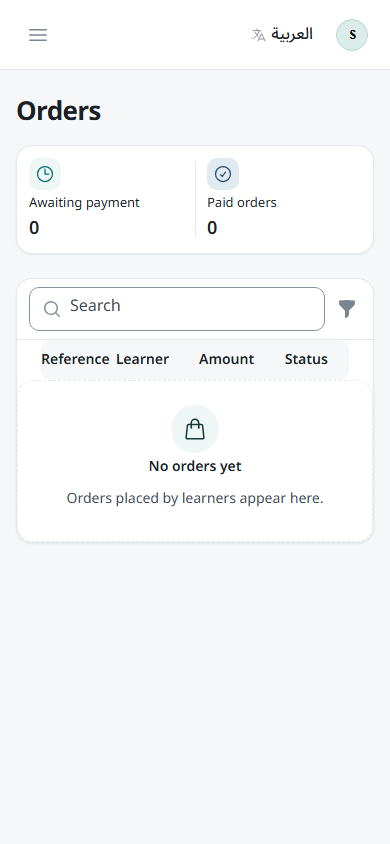 العربية
S
Orders
Awaiting payment
0
Paid orders
0
Search
Reference Learner Amount Status
No orders yet
Orders placed by learners appear here.